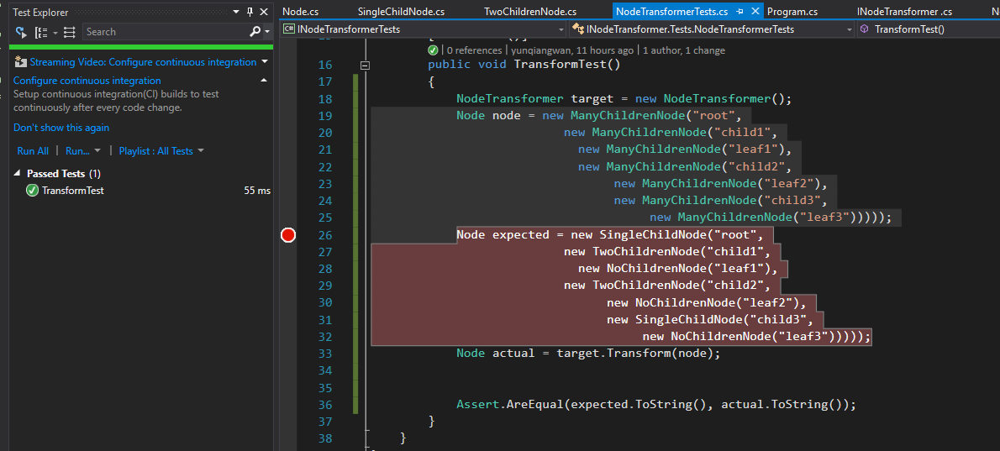 Test Explorer
Search
Streaming Video: Configure continuous integration
Configure continuous integration
Setup continuous integration(CI) builds to test
continuously after every code change.
Don't show this again
Run All | Run... | Playlist : All Tests
Passed Tests (1)
TransformTest 55 ms
Node.cs SingleChildNode.cs TwoChildrenNode.cs NodeTransformerTests.cs Program.cs INodeTransformer .cs N
C# INodeTransformerTests INodeTransformer.Tests.NodeTransformerTests TransformTest()
| 0 references | yunqiangwan, 11 hours ago | 1 author, 1 change
16 public void TransformTest()
17 {
18 NodeTransformer target = new NodeTransformer();
19 Node node = new ManyChildrenNode("root",
20 new ManyChildrenNode("child1",
21 new ManyChildrenNode("leaf1"),
22 new ManyChildrenNode("child2",
23 new ManyChildrenNode("leaf2"),
24 new ManyChildrenNode("child3",
25 new ManyChildrenNode("leaf3")))));
26 Node expected = new SingleChildNode("root",
27 new TwoChildrenNode("child1",
28 new NoChildrenNode("leaf1"),
29 new TwoChildrenNode("child2",
30 new NoChildrenNode("leaf2"),
31 new SingleChildNode("child3",
32 new NoChildrenNode("leaf3")))));
33 Node actual = target.Transform(node);
34
35
36 Assert.AreEqual(expected.ToString(), actual.ToString());
37 }
38 }